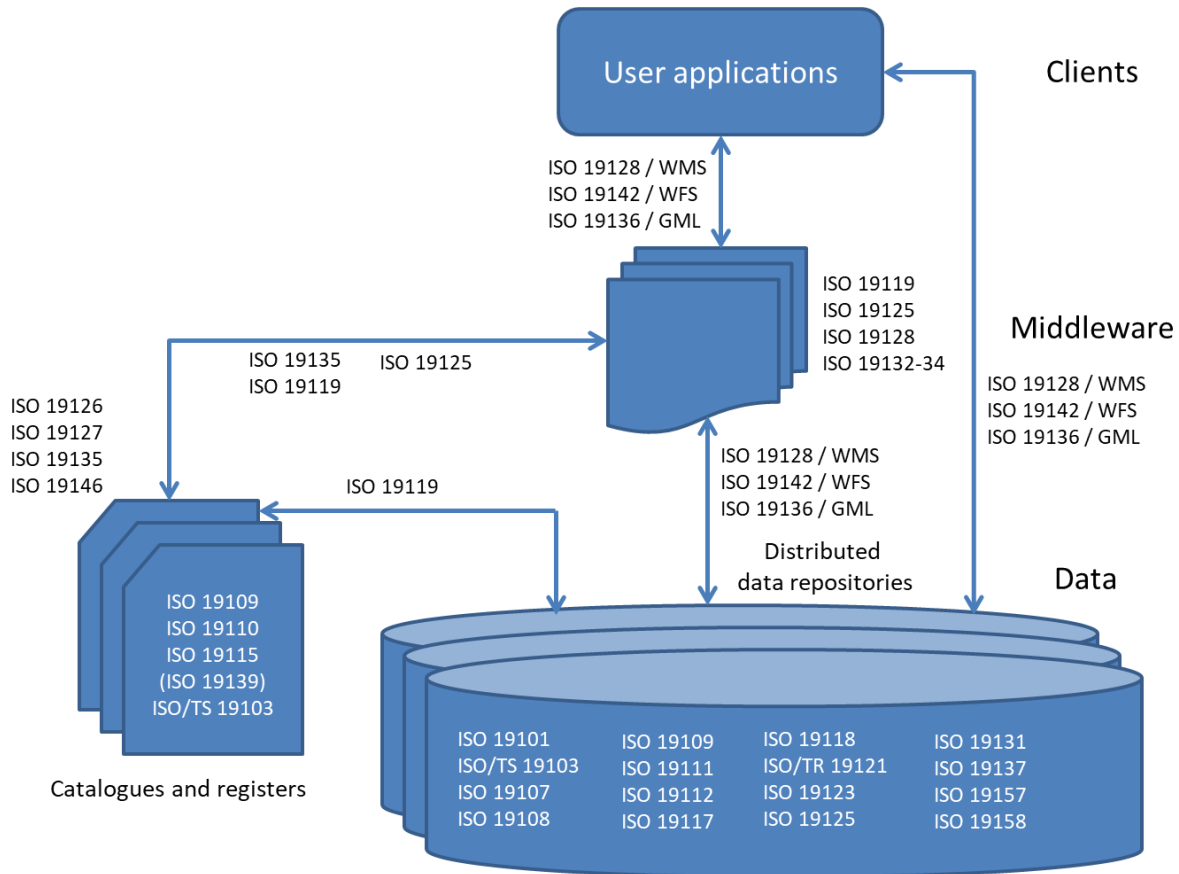 User applications
Clients
ISO 19128 / WMS
ISO 19142 / WFS
ISO 19136 / GML
ISO 19119
ISO 19125
ISO 19128
ISO 19132-34
Middleware
ISO 19135
ISO 19119
ISO 19125
ISO 19128 / WMS
ISO 19142 / WFS
ISO 19136 / GML
ISO 19126
ISO 19127
ISO 19135
ISO 19146
ISO 19119
ISO 19128 / WMS
ISO 19142 / WFS
ISO 19136 / GML
Distributed
data repositories
Data
ISO 19109
ISO 19110
ISO 19115
(ISO 19139)
ISO/TS 19103
Catalogues and registers
ISO 19101
ISO/TS 19103
ISO 19107
ISO 19108
ISO 19109
ISO 19111
ISO 19112
ISO 19117
ISO 19118
ISO/TR 19121
ISO 19123
ISO 19125
ISO 19131
ISO 19137
ISO 19157
ISO 19158